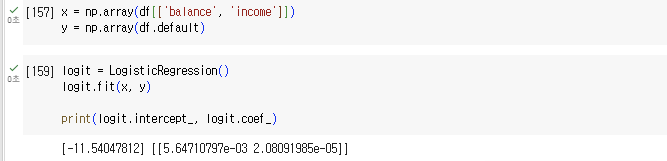 [157] x = np.array(df[['balance', 'income']])
0초 y = np.array(df.default)
[159] logit = LogisticRegression()
0초 logit.fit(x, y)
print(logit.intercept_, logit.coef_)
[-11.54047812] [[5.64710797e-03 2.08091985e-05]]